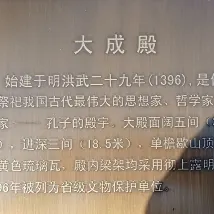 大成殿
始建于明洪武二十九年(1396),是
祭祀我国古代最伟大的思想家、哲学家
家——孔子的殿宇。大殿面阔五间(
),进深三间(18.5米),单檐歇山顶
黄色琉璃瓦,殿内梁架均采用彻上露明
96年被列为省级文物保护单位。